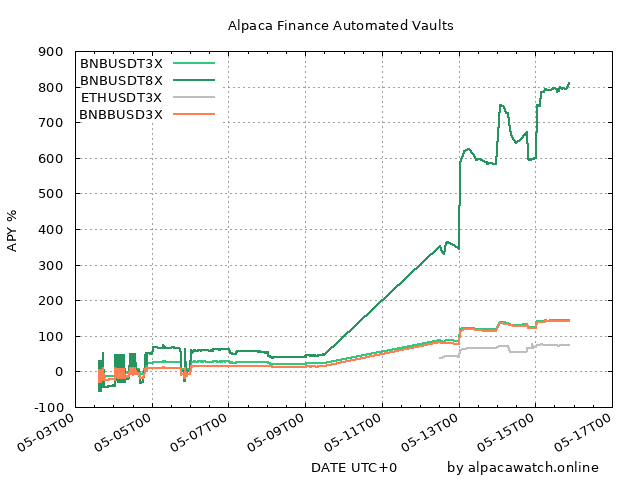 Alpaca Finance Automated Vaults
900
800
700
600
500
400
300
200
100
0
-100
APY %
BNBUSDT3X
BNBUSDT8X
ETHUSDT3X
BNBBUSD3X
05-03T00
05-05T00
05-07T00
05-09T00
05-11T00
05-13T00
05-15T00
05-17T00
DATE UTC+0
by alpacawatch.online